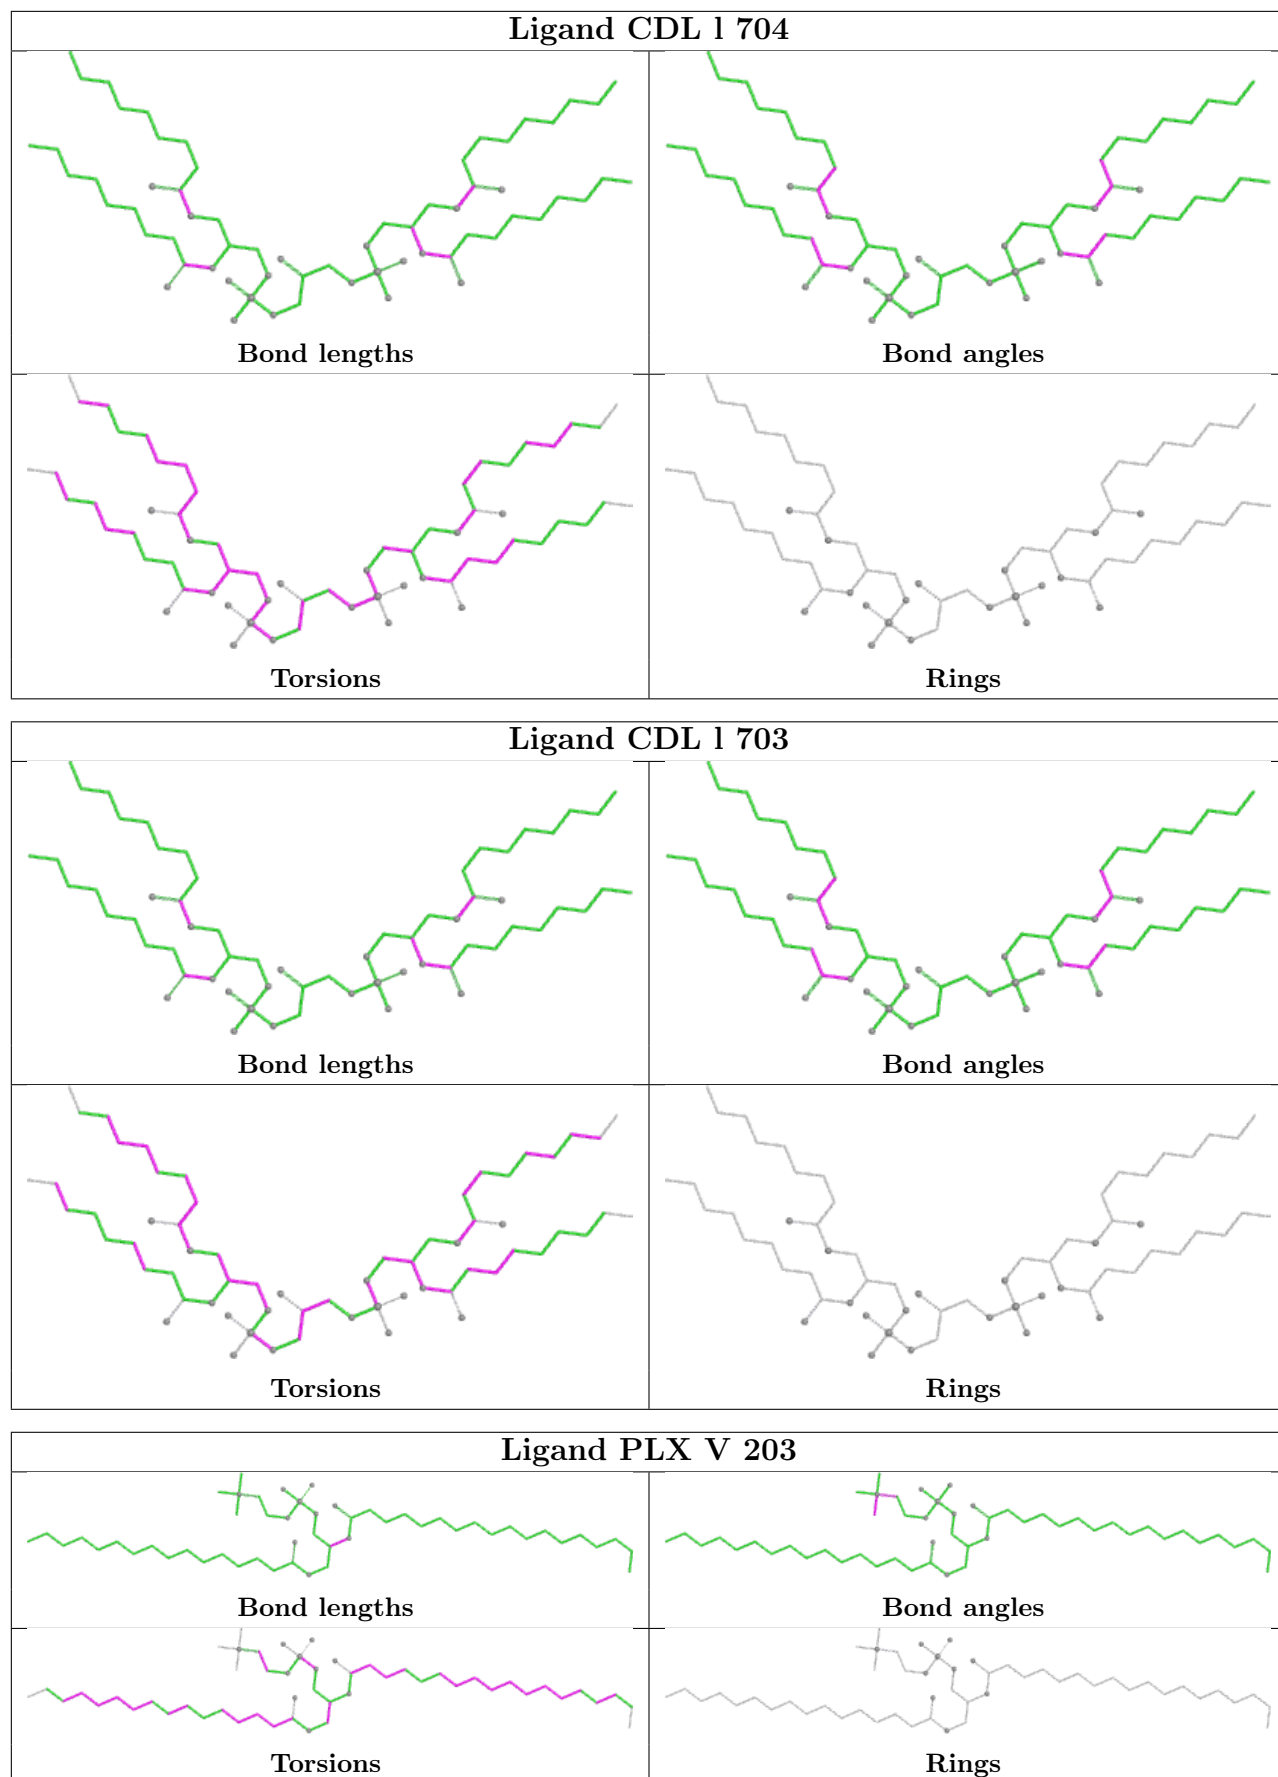 Ligand CDL l 704
Bond lengths
Bond angles
Torsions
Rings
Ligand CDL l 703
Bond lengths
Bond angles
Torsions
Rings
Ligand PLX V 203
Bond lengths
Bond angles
Torsions
Rings